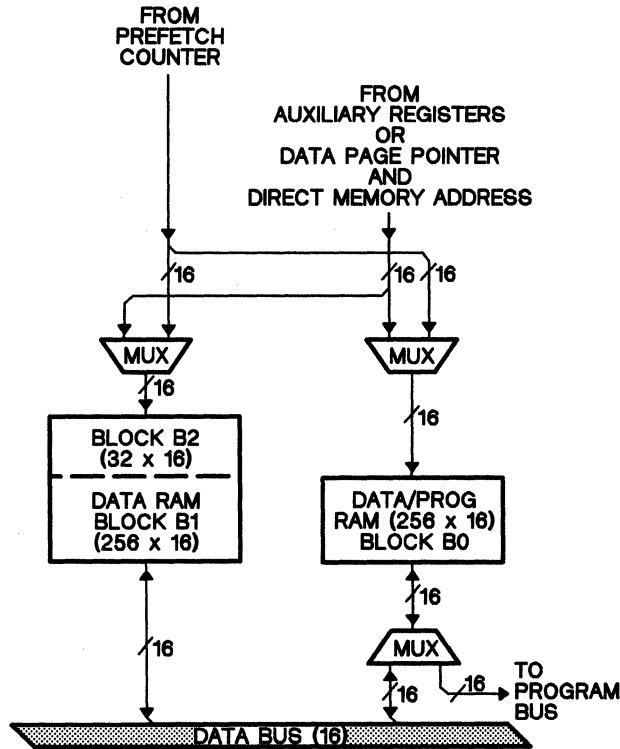 FROM
PREFETCH
COUNTER
FROM
AUXILIARY REGISTERS
OR
DATA PAGE POINTER
AND
DIRECT MEMORY ADDRESS
16
16
16
MUX
MUX
16
16
BLOCK B2
(32 x 16)
DATA RAM
BLOCK B1
(256 x 16)
DATA/PROG
RAM (256 x 16)
BLOCK B0
16
16
MUX
16
16
TO
PROGRAM
BUS
DATA BUS (16)